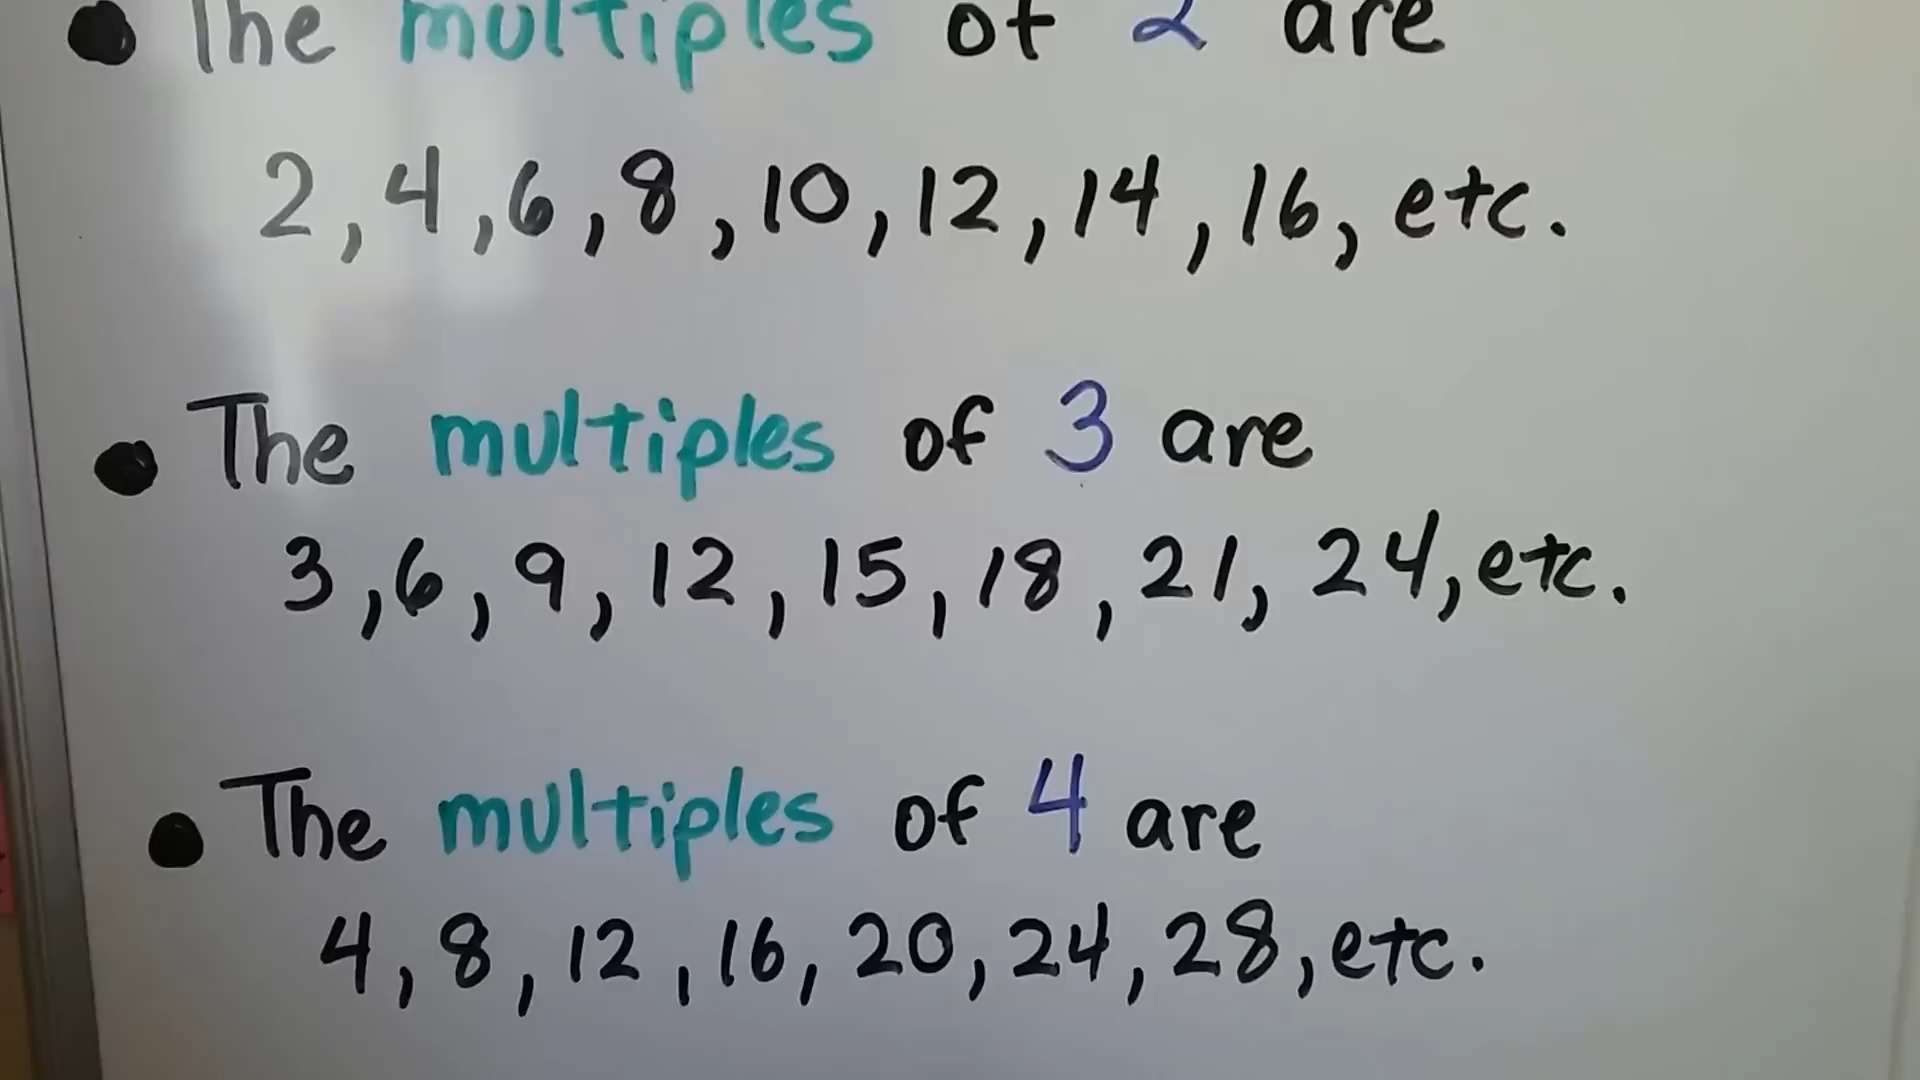 ● The multiples of 2 are
2, 4, 6, 8, 10, 12, 14, 16, etc.
● The multiples of 3 are
3, 6, 9, 12, 15, 18, 21, 24, etc.
● The multiples of 4 are
4, 8, 12, 16, 20, 24, 28, etc.